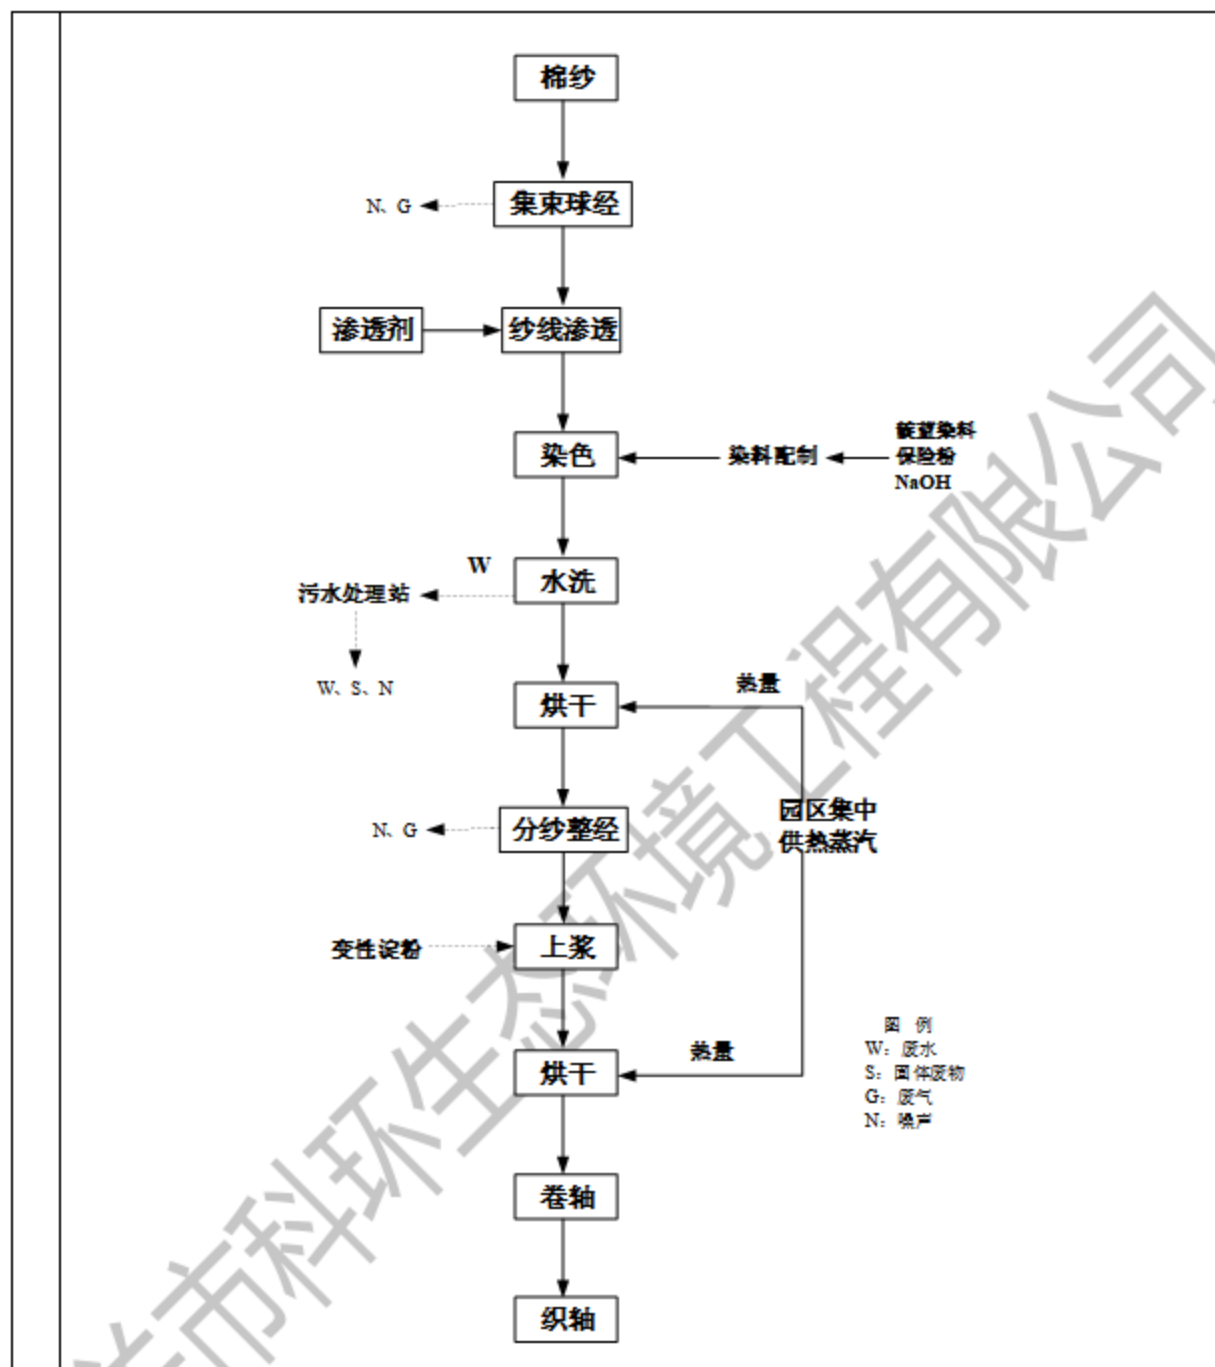 棉纱
集束球经
N、G
渗透剂
纱线渗透
染色
染料配制
靛蓝染料
保险粉
NaOH
W
水洗
污水处理站
W、S、N
热量
烘干
园区集中
供热蒸汽
N、G
分纱整经
变性淀粉
上浆
热量
烘干
图 例
W：废水
S：固体废物
G：废气
N：噪声
卷轴
织轴
市科环生态环境工程有限公司